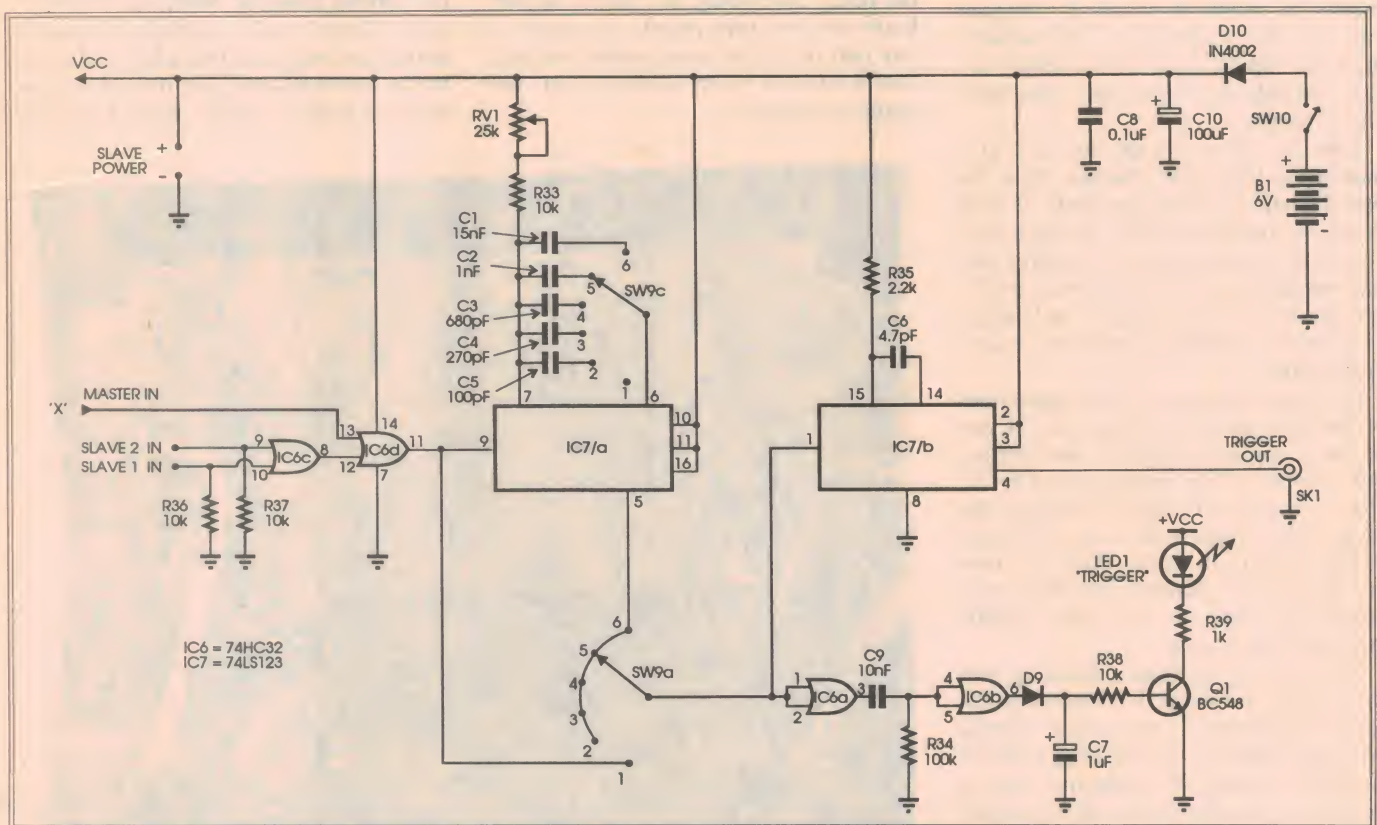 VCC
SLAVE
POWER
+
-
RV1
25k
R33
10k
C1
15nF
C2
1nF
C3
680pF
C4
270pF
C5
100pF
6
5
4
3
2
1
SW9c
7
6
10
11
16
9
IC7/a
5
'X'
MASTER IN
SLAVE 2 IN
SLAVE 1 IN
9
10
IC6c
8
13
12
14
IC6d
11
7
R36
10k
R37
10k
IC6 = 74HC32
IC7 = 74LS123
6
5
4
3
2
1
SW9a
R35
2.2k
C6
4.7pF
15
14
1
IC7/b
2
3
4
8
C8
0.1uF
+
C10
100uF
D10
IN4002
SW10
+
B1
6V
-
TRIGGER
OUT
SK1
+VCC
LED1
"TRIGGER"
R39
1k
1
2
IC6a
3
C9
10nF
R34
100k
4
5
IC6b
6
D9
+
C7
1uF
R38
10k
Q1
BC548